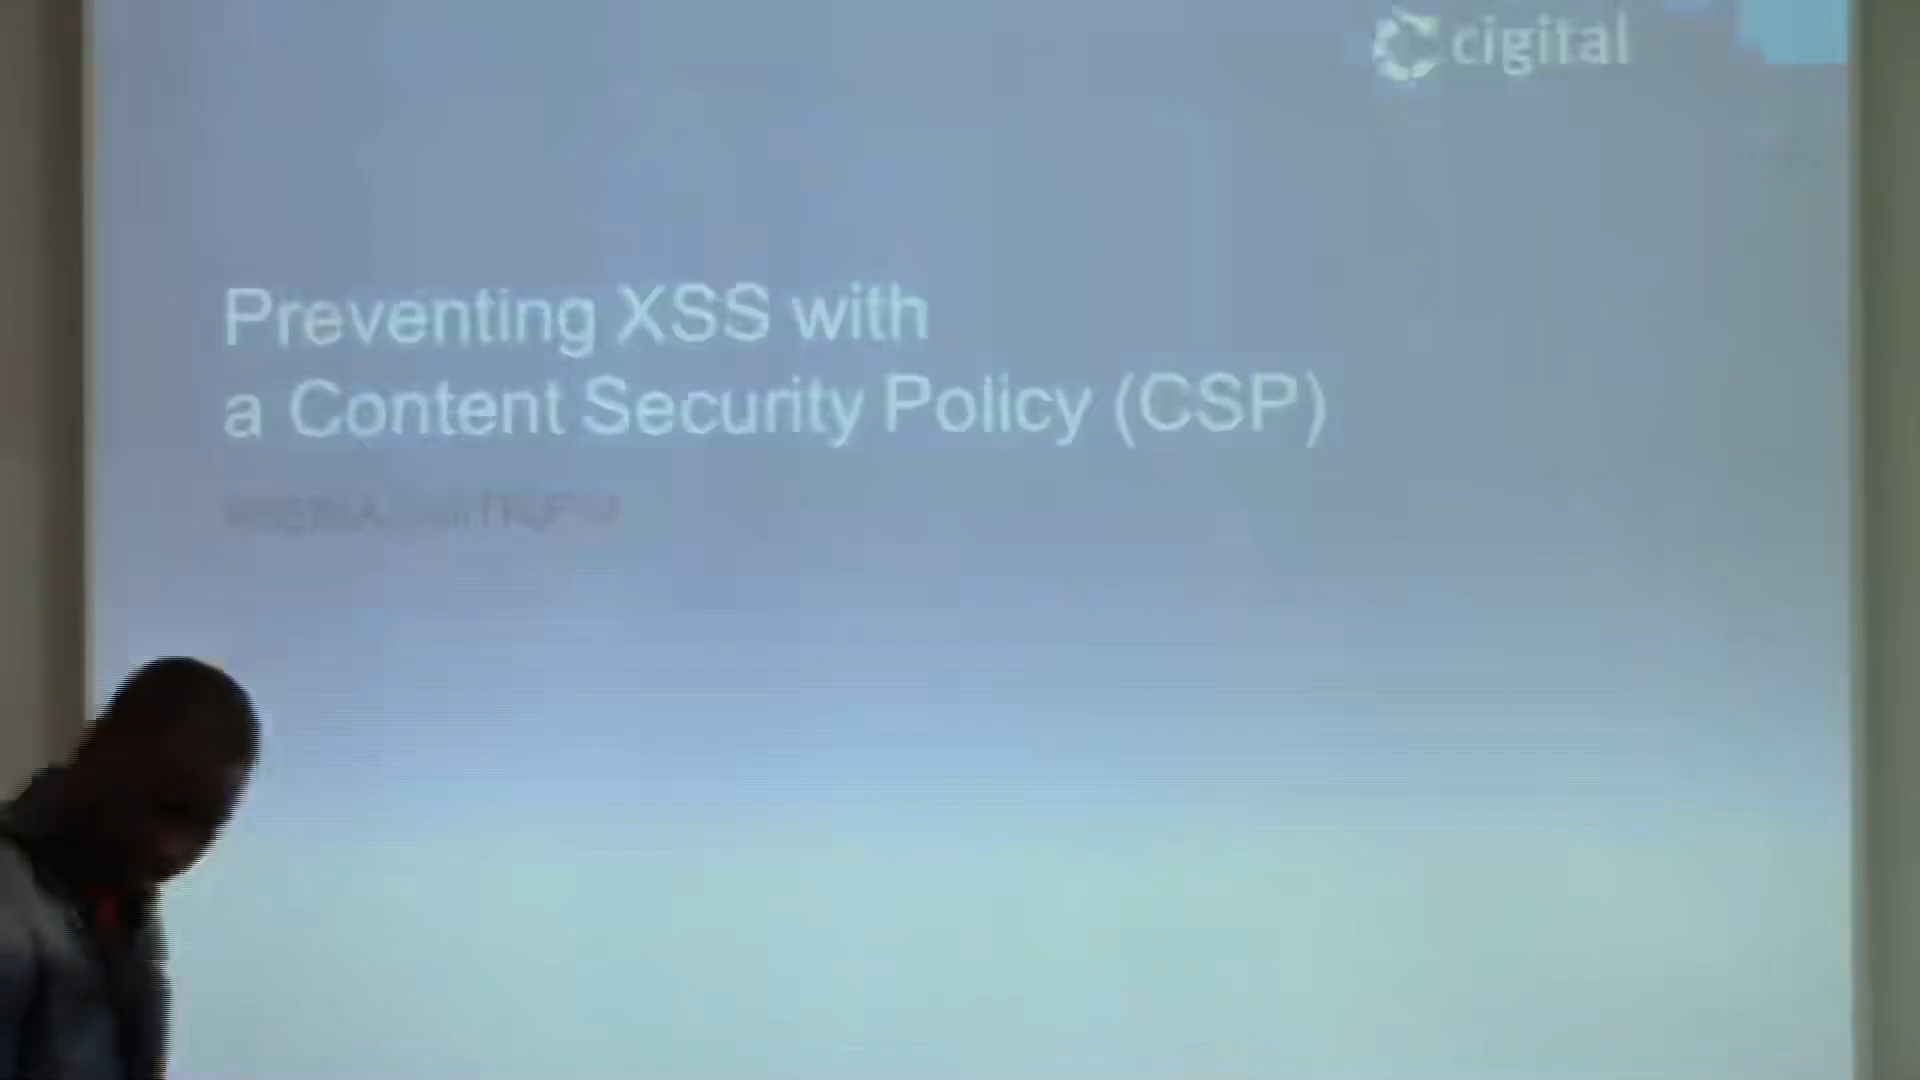 cigital
Preventing XSS with
a Content Security Policy (CSP)